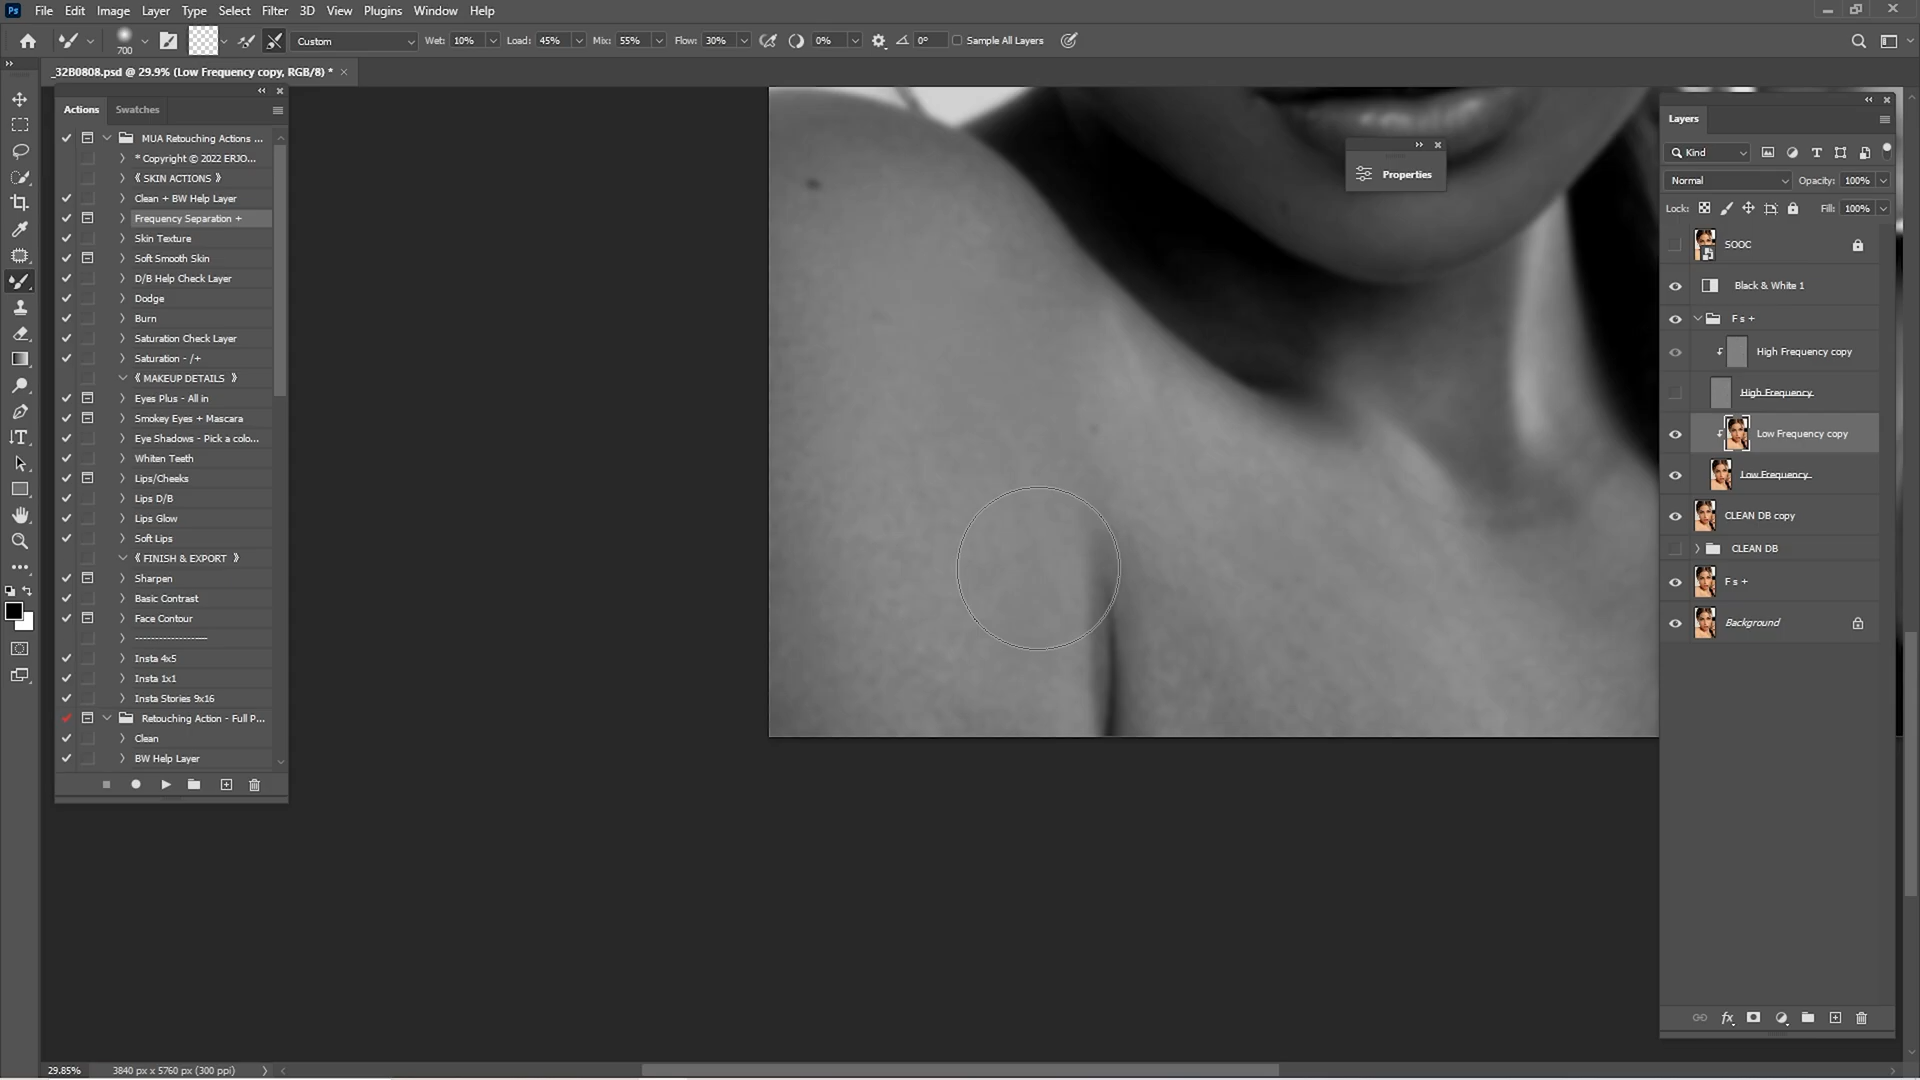 File Edit Image Layer Type Select Filter 3D View Plugins Window Help
700 Custom Wet: 10% Load: 45% Mix: 55% Flow: 30% 0% 0° Sample All Layers
_32B0808.psd @ 29.9% (Low Frequency copy, RGB/8) *
Actions Swatches
MUA Retouching Actions ...
* Copyright © 2022 ERJO...
《 SKIN ACTIONS 》
Clean + BW Help Layer
Frequency Separation +
Skin Texture
Soft Smooth Skin
D/B Help Check Layer
Dodge
Burn
Saturation Check Layer
Saturation - /+
《 MAKEUP DETAILS 》
Eyes Plus - All in
Smokey Eyes + Mascara
Eye Shadows - Pick a colo...
Whiten Teeth
Lips/Cheeks
Lips D/B
Lips Glow
Soft Lips
《 FINISH & EXPORT 》
Sharpen
Basic Contrast
Face Contour
--------------------
Insta 4x5
Insta 1x1
Insta Stories 9x16
Retouching Action - Full P...
Clean
BW Help Layer
Properties
Layers
Kind
Normal Opacity: 100%
Lock: Fill: 100%
SOOC
Black & White 1
F s +
High Frequency copy
High Frequency
Low Frequency copy
Low Frequency
CLEAN DB copy
CLEAN DB
F s +
Background
29.85% 3840 px x 5760 px (300 ppi)